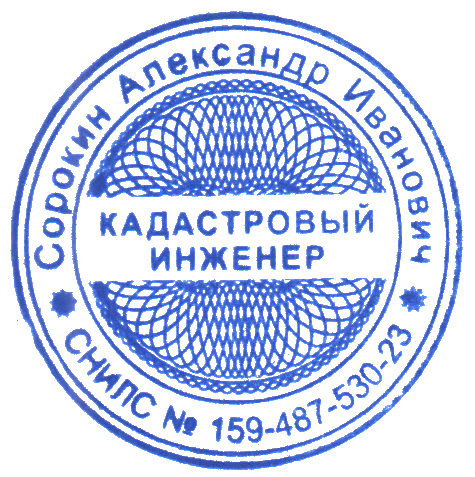 Сорокин Александр Иванович
КАДАСТРОВЫЙ
ИНЖЕНЕР
СНИЛС № 159-487-530-23